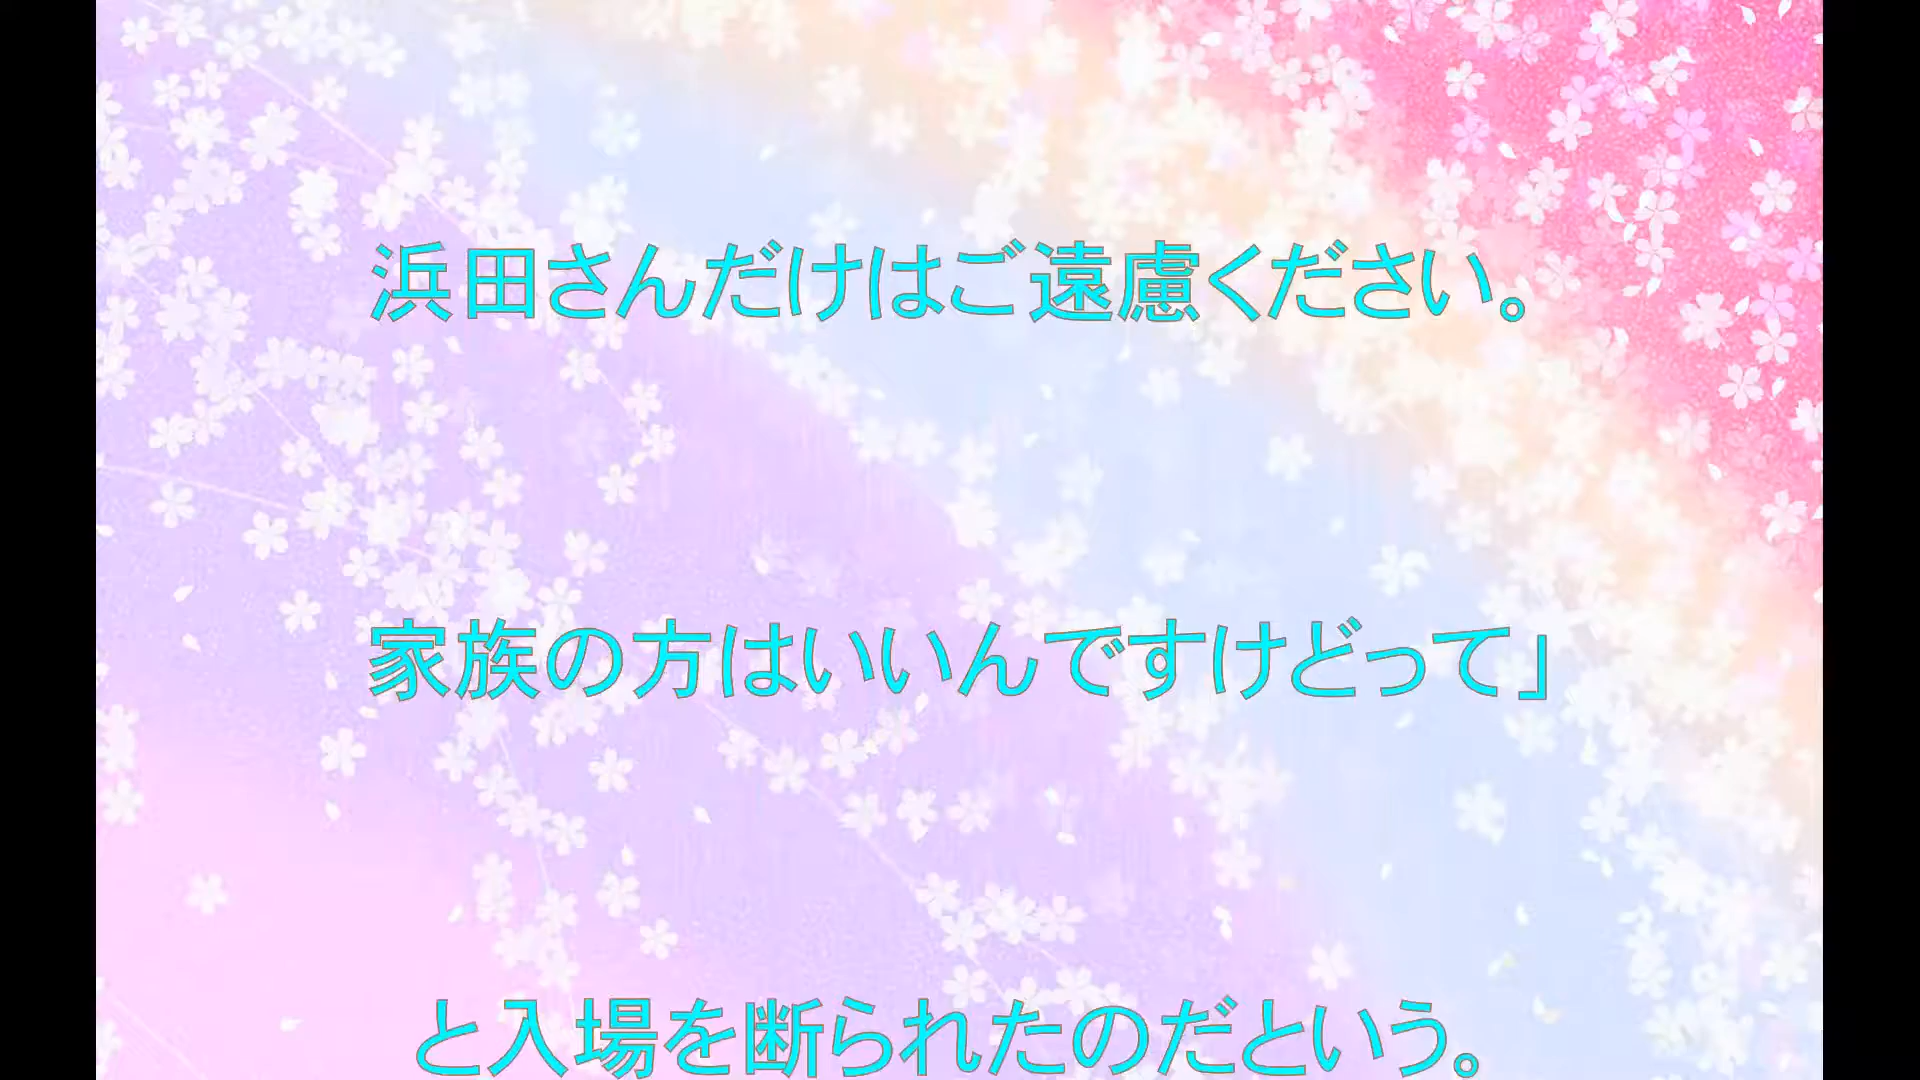 浜田さんだけはご遠慮ください。
家族の方はいいんですけどって」
と入場を断られたのだという。